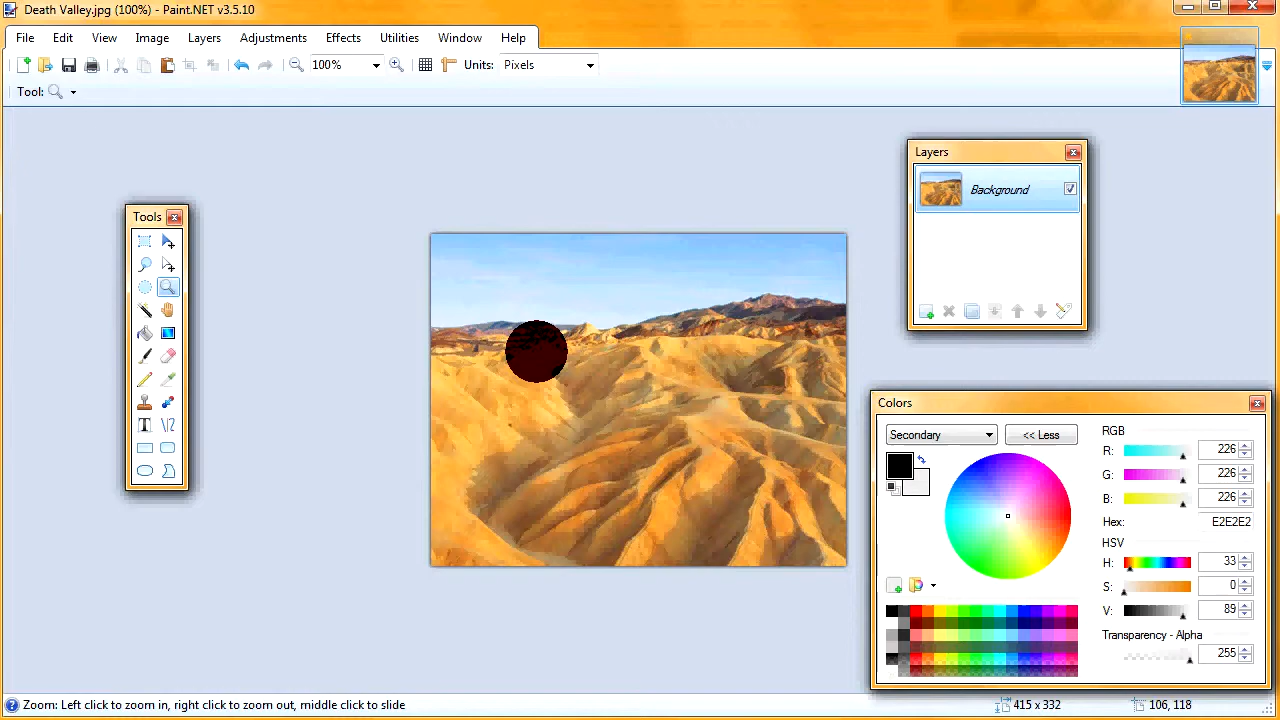 Death Valley.jpg (100%) - Paint.NET v3.5.10
File Edit View Image Layers Adjustments Effects Utilities Window Help
100% Units: Pixels
Tool:
Layers
Background
Tools
Colors
Secondary << Less
RGB
R: 226
G: 226
B: 226
Hex: E2E2E2
HSV
H: 33
S: 0
V: 89
Transparency - Alpha
255
Zoom: Left click to zoom in, right click to zoom out, middle click to slide 415 x 332 106, 118